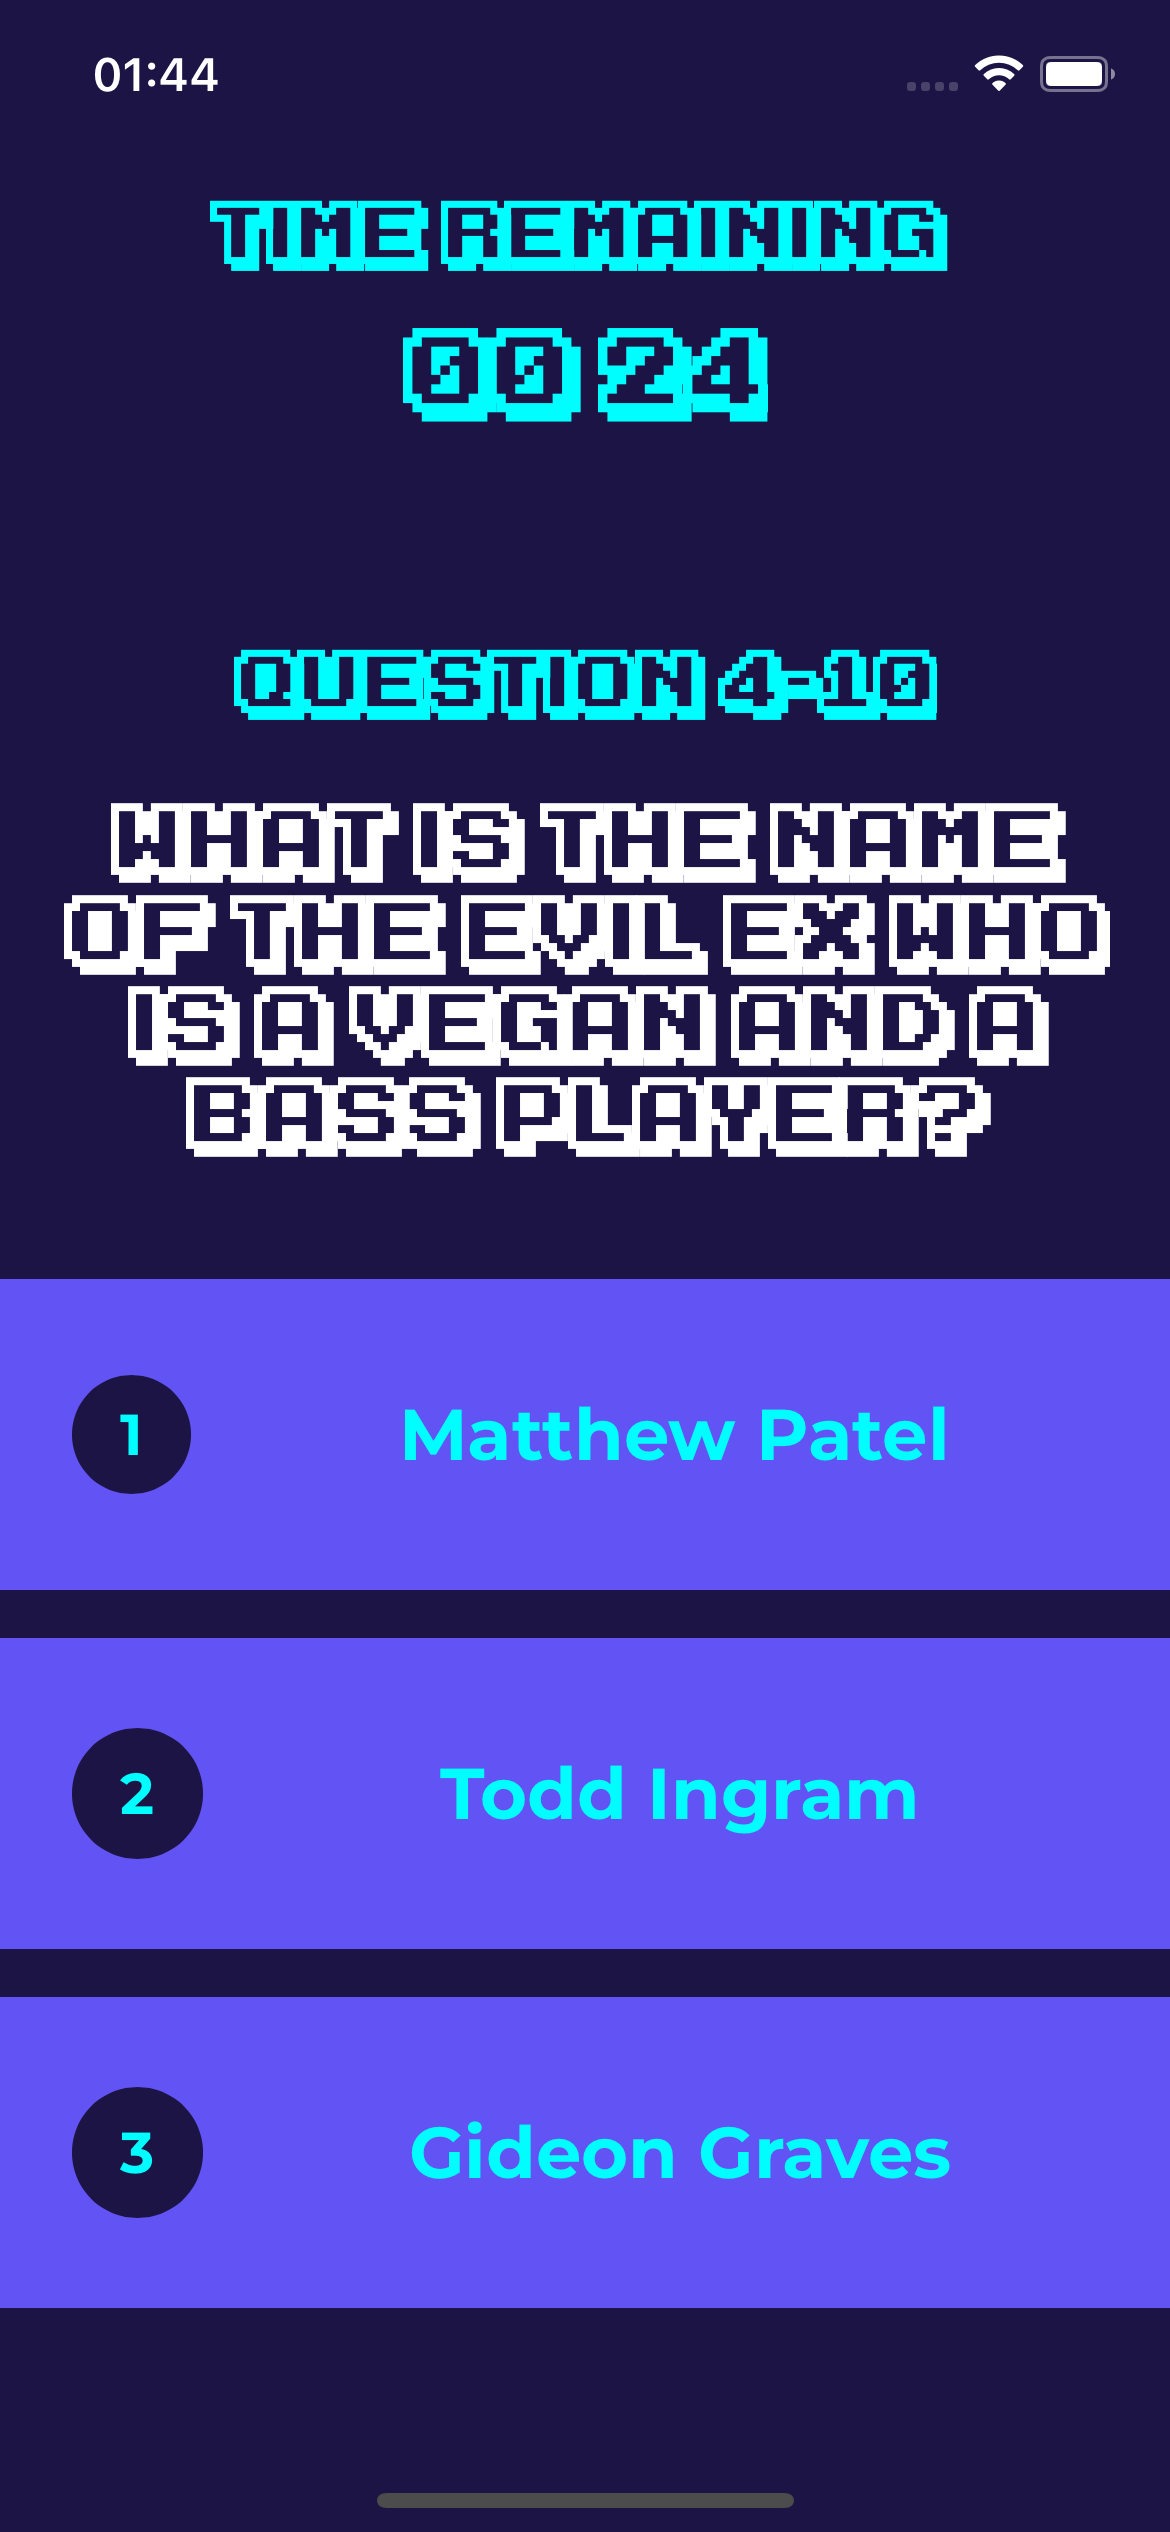 01:44
TIME REMAINING
00 24
QUESTION 4-10
WHAT IS THE NAME
OF THE EVIL EX WHO
IS A VEGAN AND A
BASS PLAYER?
1 Matthew Patel
2 Todd Ingram
3 Gideon Graves